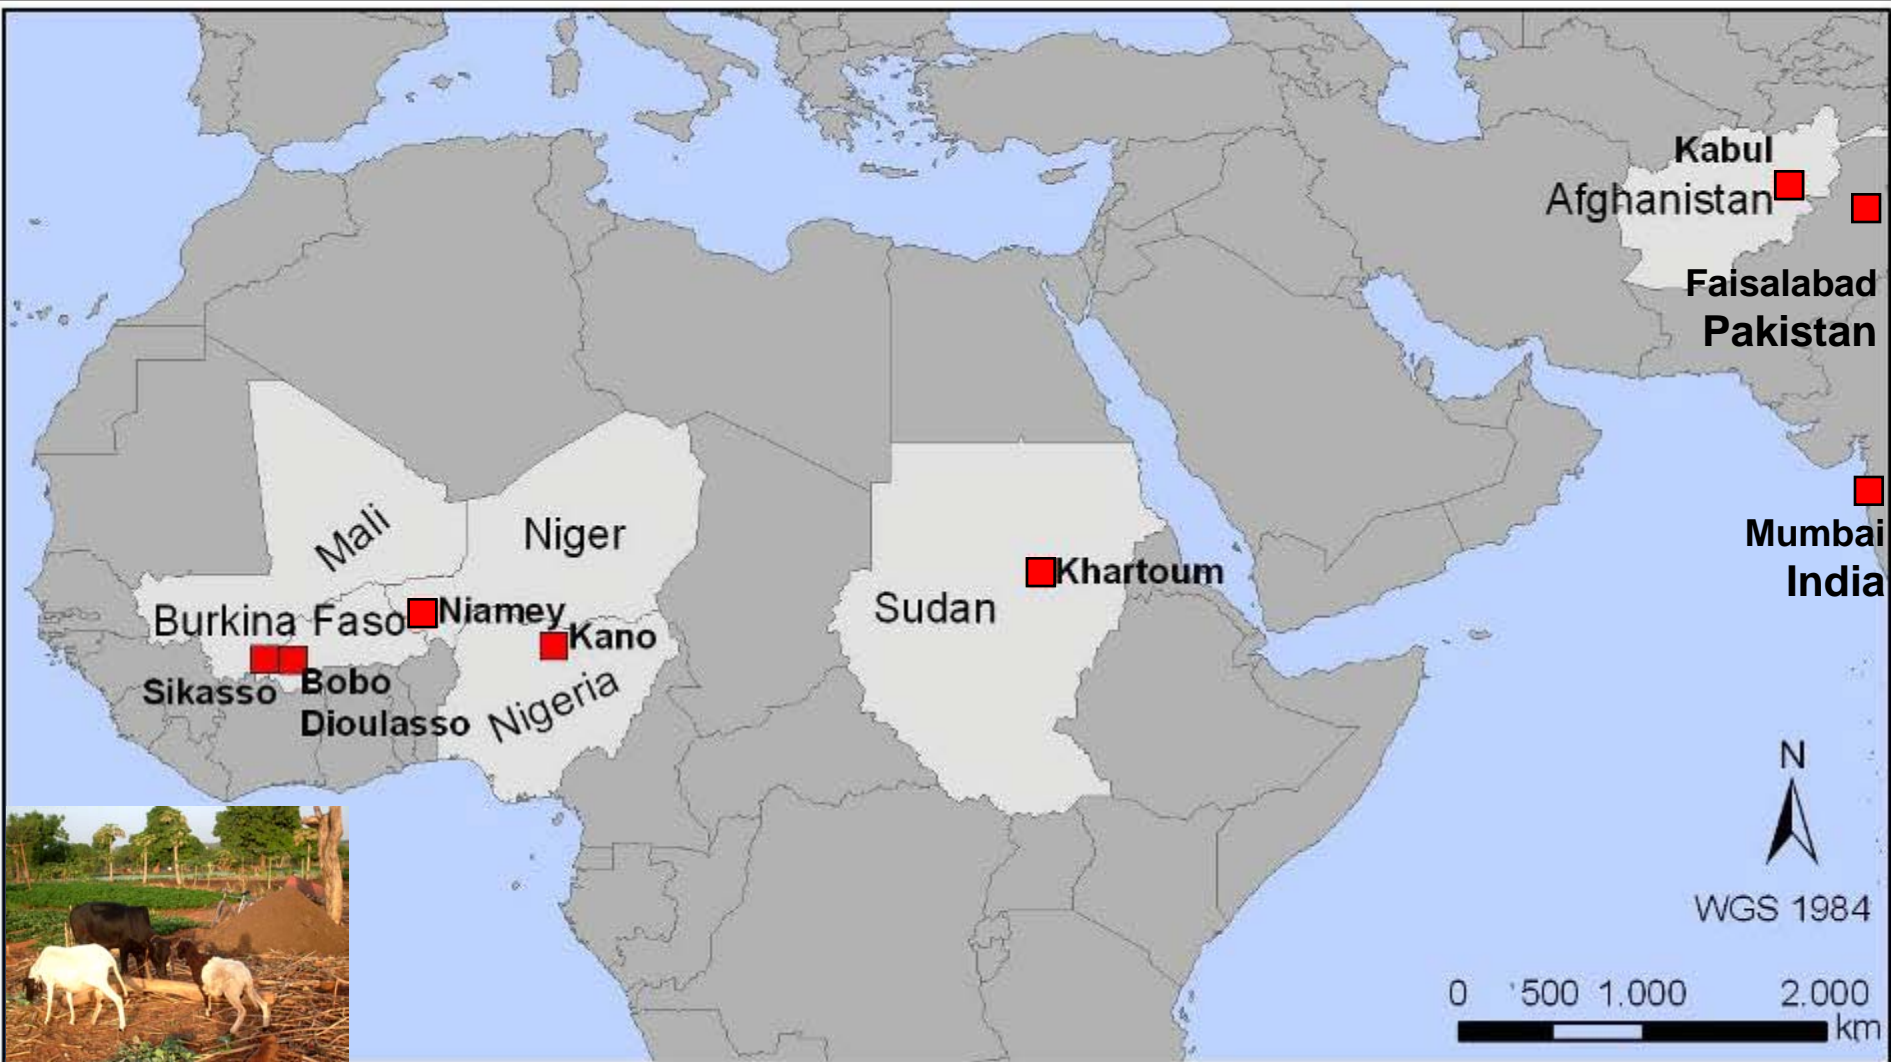 Kabul
Afghanistan
Faisalabad
Pakistan
Mali
Niger
Mumbai
India
Khartoum
Sudan
Burkina Faso
Niamey
Kano
Sikasso
Bobo
Dioulasso
Nigeria
N
WGS 1984
0 500 1.000 2.000
km